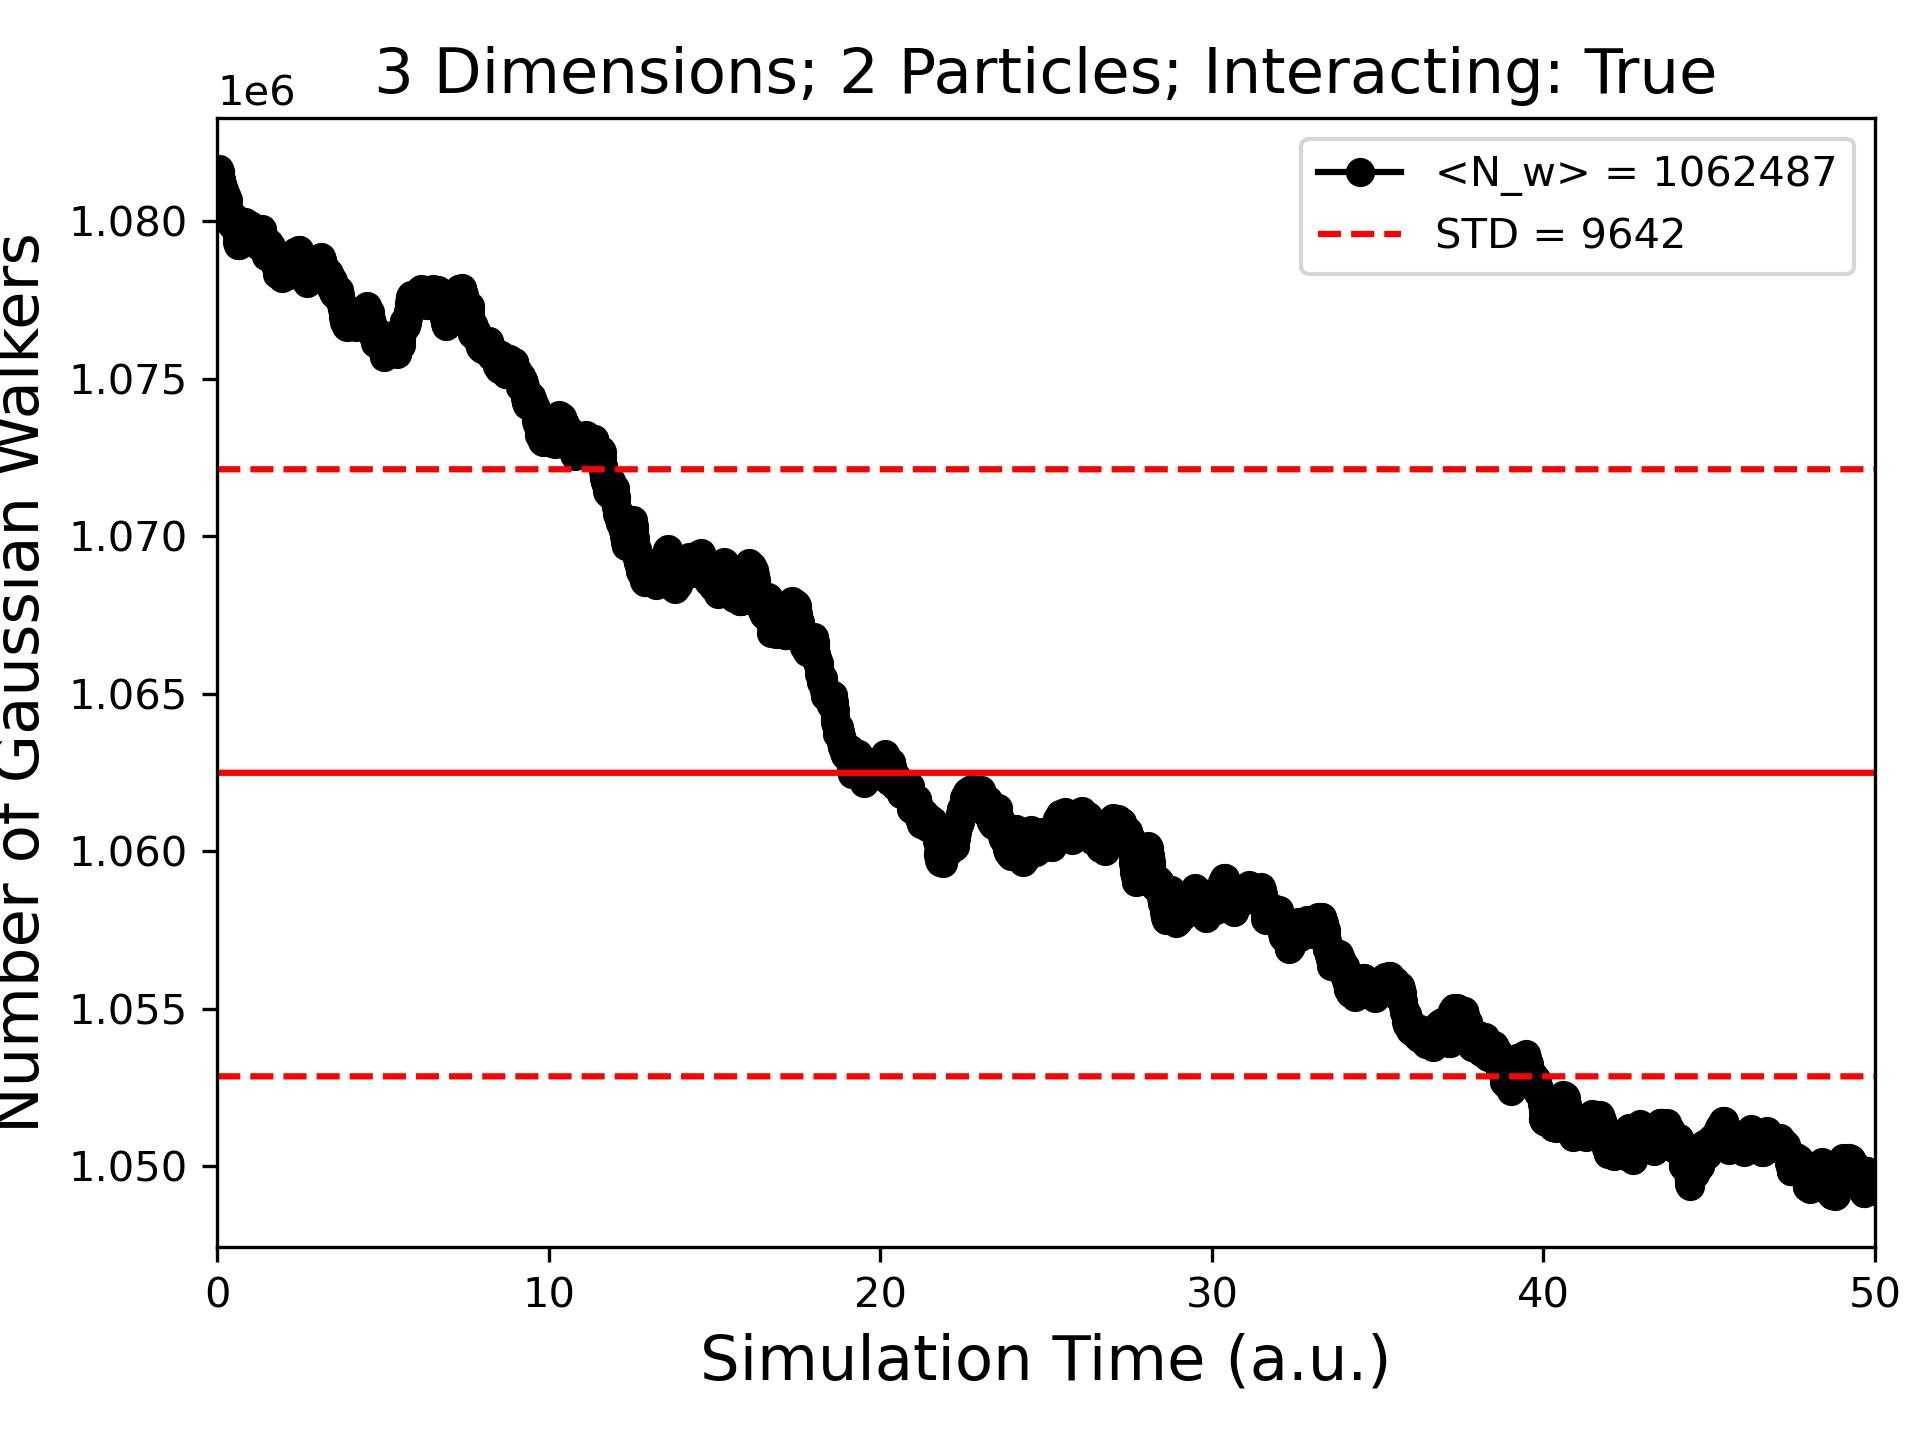 3 Dimensions; 2 Particles; Interacting: True
1e6
<N_w> = 1062487
STD = 9642
Number of Gaussian Walkers
1.080
1.075
1.070
1.065
1.060
1.055
1.050
0 10 20 30 40 50
Simulation Time (a.u.)